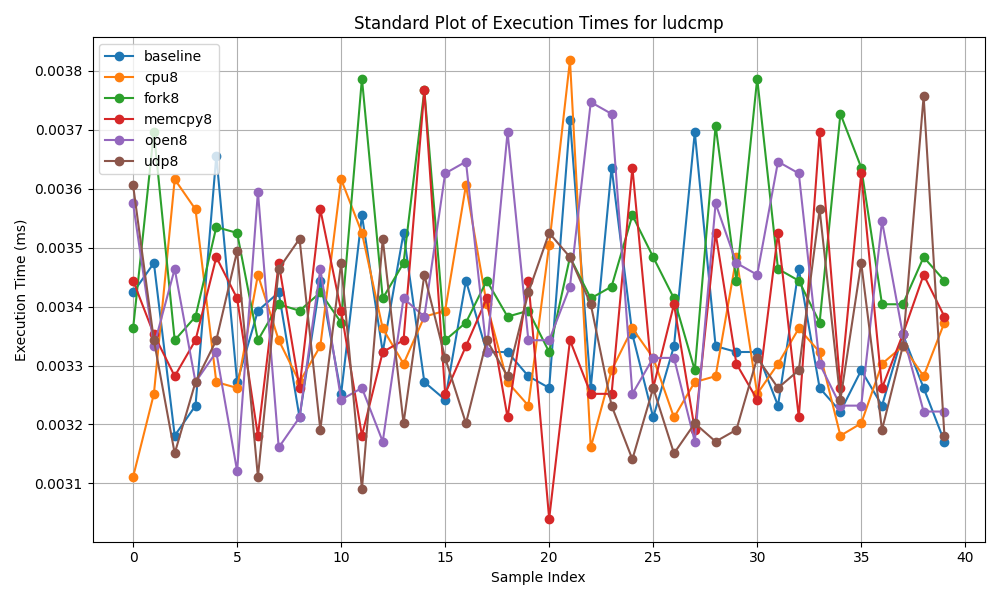 Standard Plot of Execution Times for ludcmp
baseline
cpu8
fork8
memcpy8
open8
udp8
0.0038
0.0037
0.0036
0.0035
0.0034
0.0033
0.0032
0.0031
Execution Time (ms)
0 5 10 15 20 25 30 35 40
Sample Index